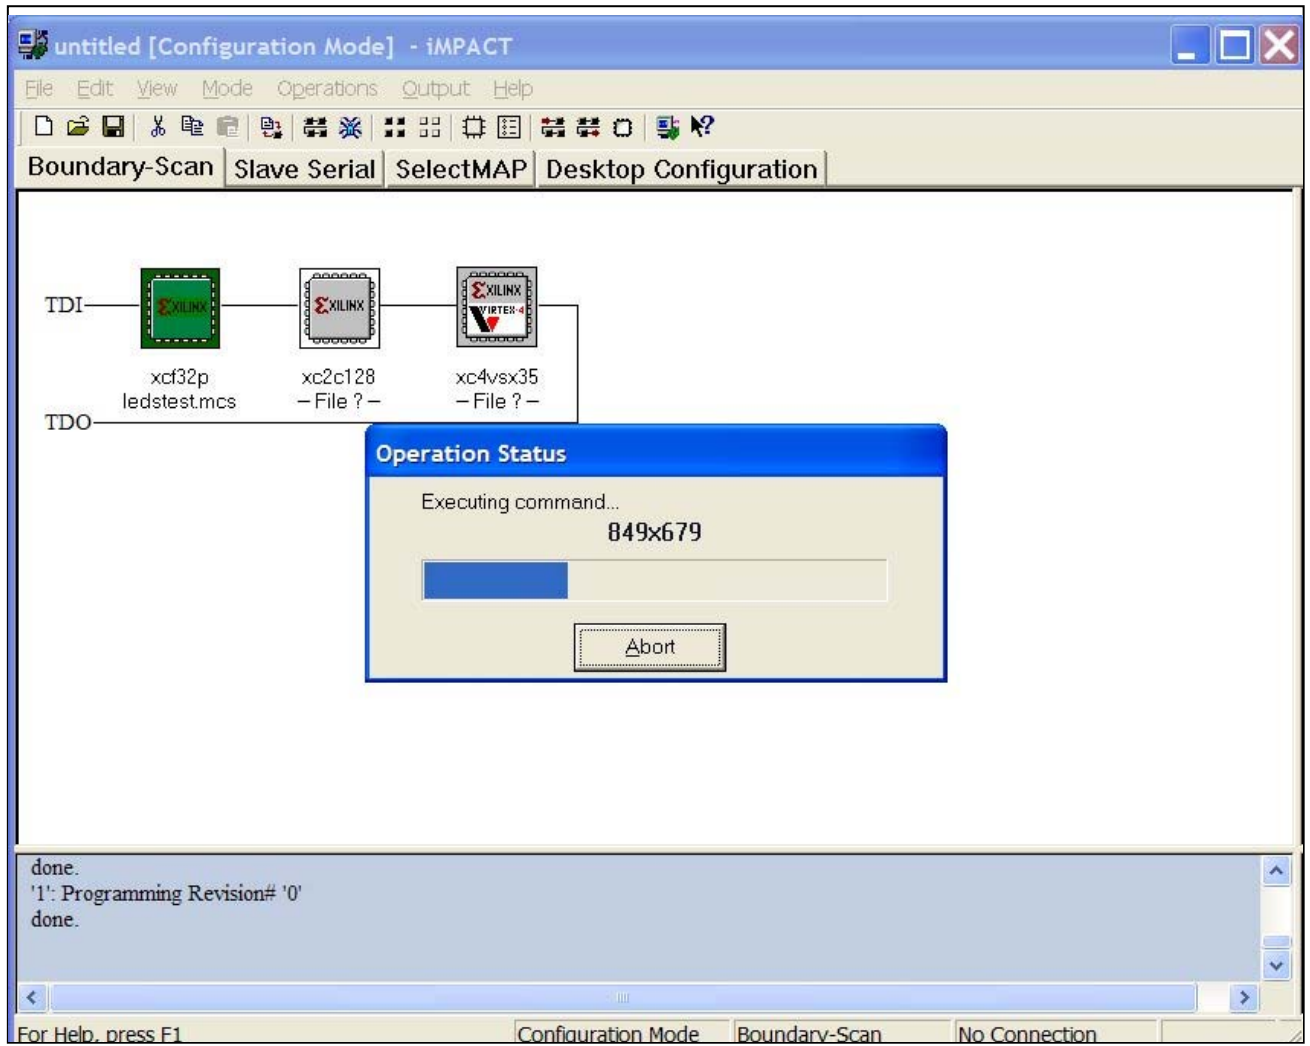 untitled [Configuration Mode] - iMPACT
File Edit View Mode Operations Output Help
Boundary-Scan Slave Serial SelectMAP Desktop Configuration
TDI
XILINX
XILINX
XILINX
VIRTEX-4
xcf32p xc2c128 xc4vsx35
ledstest.mcs – File ? – – File ? –
TDO
Operation Status
Executing command...
849x679
Abort
done.
'1': Programming Revision# '0'
done.
For Help, press F1 Configuration Mode Boundary-Scan No Connection